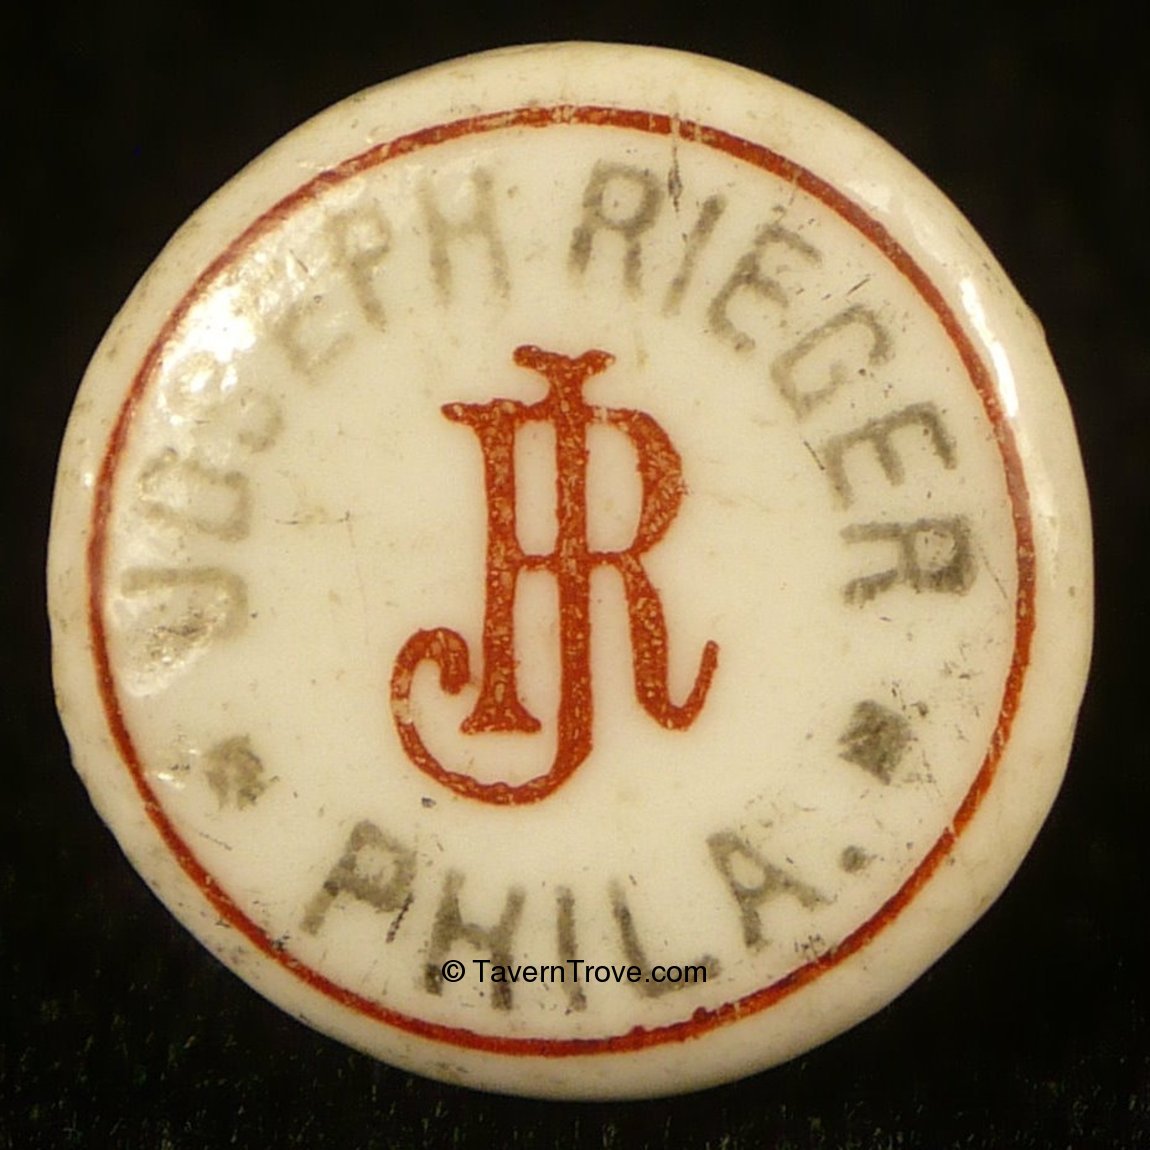 JOSEPH RIEGER
JR
PHILA.
© TavernTrove.com